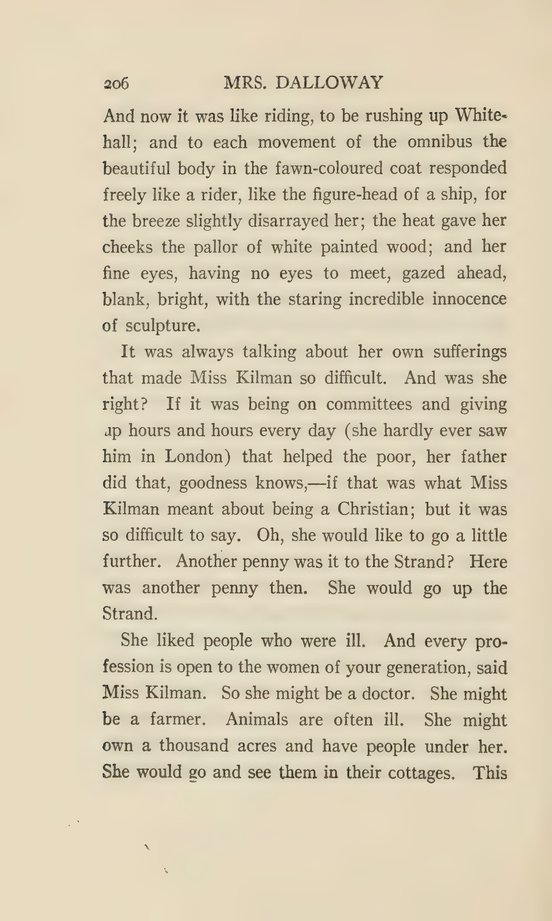 206 MRS. DALLOWAY
And now it was like riding, to be rushing up White-
hall; and to each movement of the omnibus the
beautiful body in the fawn-coloured coat responded
freely like a rider, like the figure-head of a ship, for
the breeze slightly disarrayed her; the heat gave her
cheeks the pallor of white painted wood; and her
fine eyes, having no eyes to meet, gazed ahead,
blank, bright, with the staring incredible innocence
of sculpture.
It was always talking about her own sufferings
that made Miss Kilman so difficult. And was she
right? If it was being on committees and giving
up hours and hours every day (she hardly ever saw
him in London) that helped the poor, her father
did that, goodness knows,—if that was what Miss
Kilman meant about being a Christian; but it was
so difficult to say. Oh, she would like to go a little
further. Another penny was it to the Strand? Here
was another penny then. She would go up the
Strand.
She liked people who were ill. And every pro-
fession is open to the women of your generation, said
Miss Kilman. So she might be a doctor. She might
be a farmer. Animals are often ill. She might
own a thousand acres and have people under her.
She would go and see them in their cottages. This